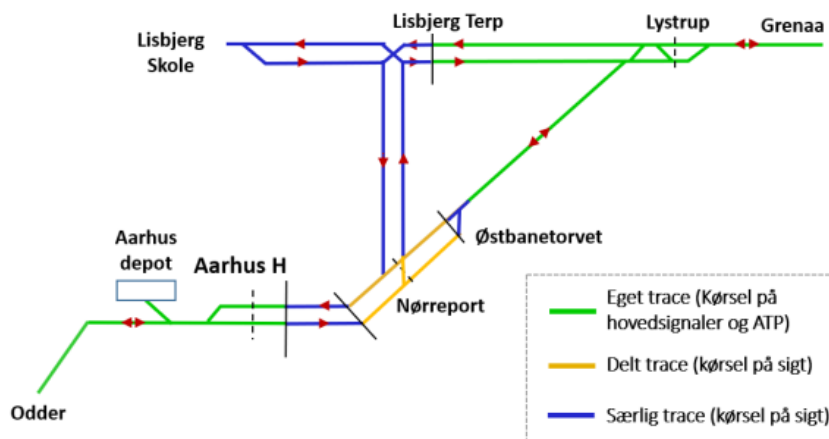 Lisbjerg Terp
Lystrup
Grenaa
Lisbjerg
Skole
Østbanetorvet
Aarhus
depot
Aarhus H
Nørreport
Odder
Eget trace (Kørsel på
hovedsignaler og ATP)
Delt trace (kørsel på sigt)
Særlig trace (kørsel på sigt)